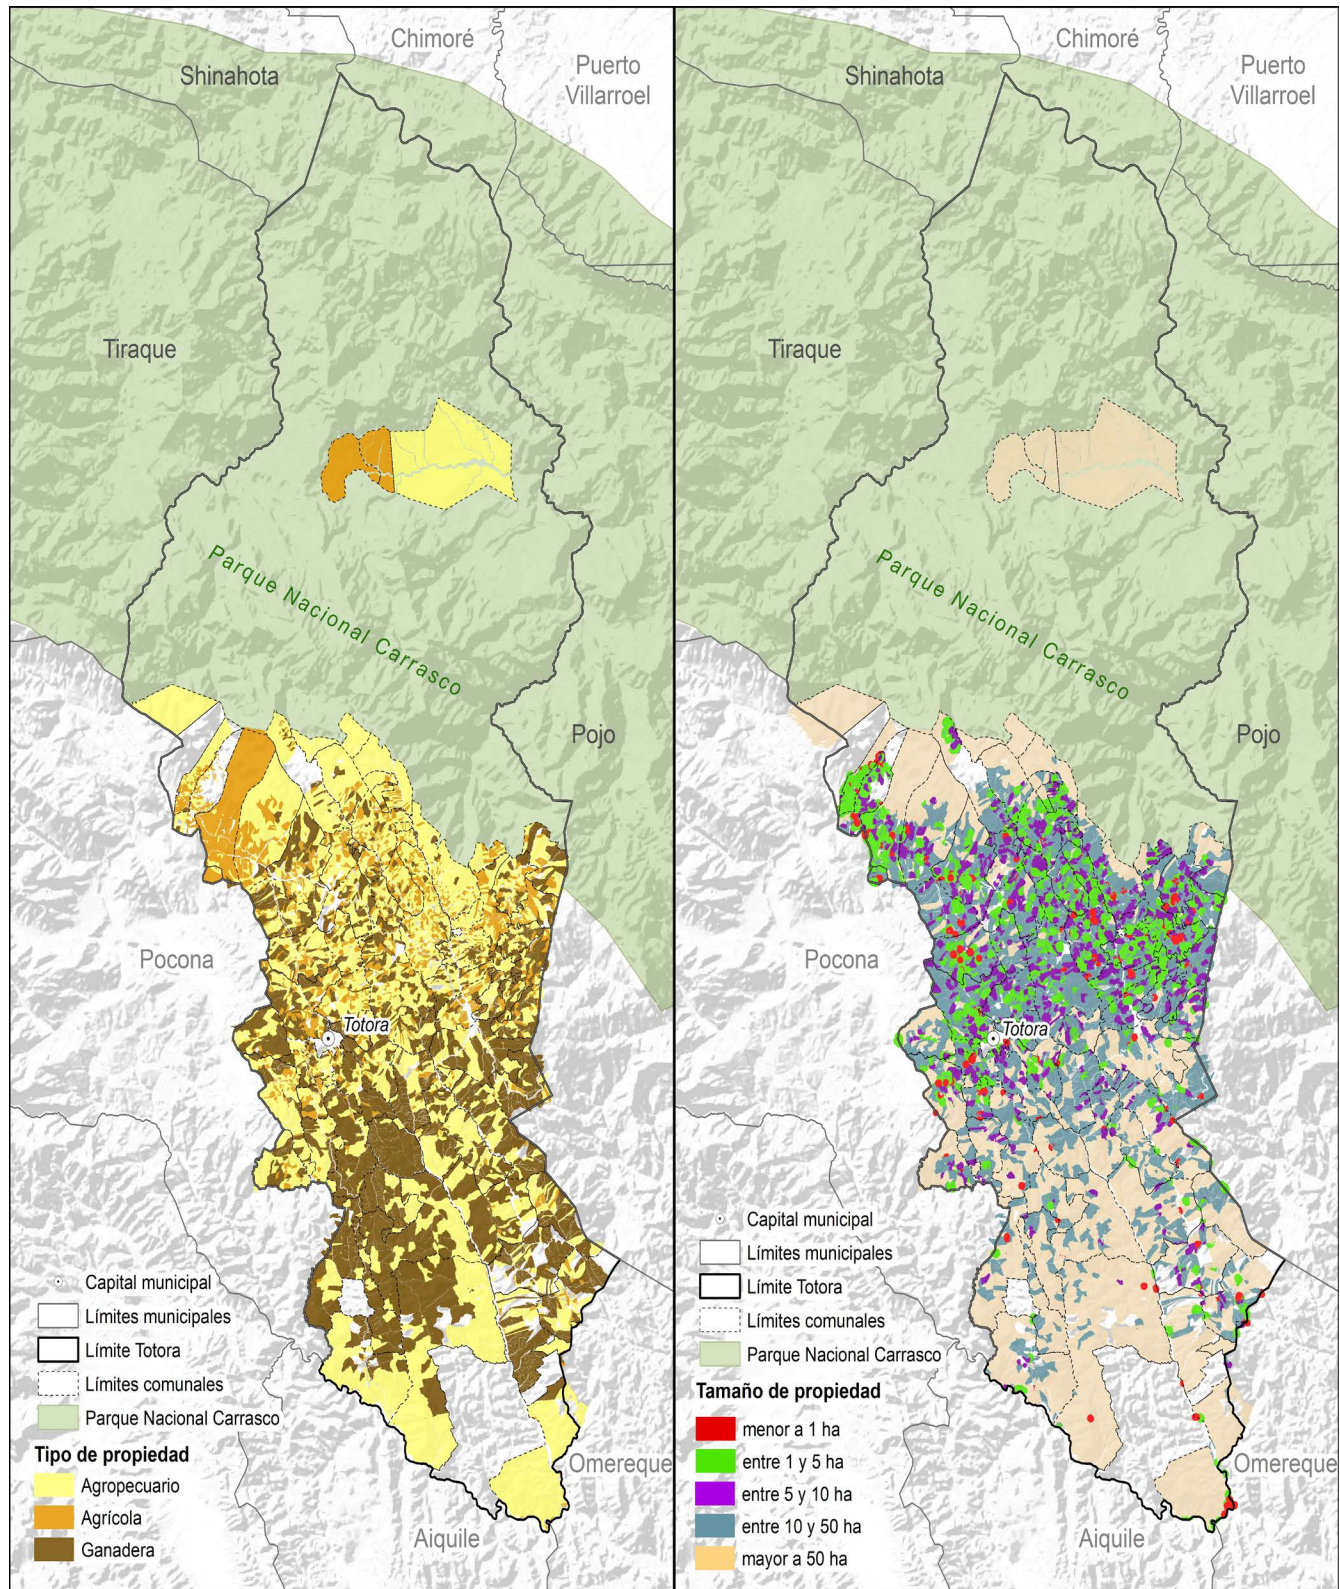 Chimoré
Shinahota
Puerto
Villarroel
Tiraque
Parque Nacional Carrasco
Pojo
Pocona
Totora
Capital municipal
Límites municipales
Límite Totora
Límites comunales
Parque Nacional Carrasco
Tipo de propiedad
Agropecuario
Agrícola
Ganadera
Omereque
Aiquile
Chimoré
Shinahota
Puerto
Villarroel
Tiraque
Parque Nacional Carrasco
Pojo
Pocona
Totora
Capital municipal
Límites municipales
Límite Totora
Límites comunales
Parque Nacional Carrasco
Tamaño de propiedad
menor a 1 ha
entre 1 y 5 ha
entre 5 y 10 ha
entre 10 y 50 ha
mayor a 50 ha
Omereque
Aiquile